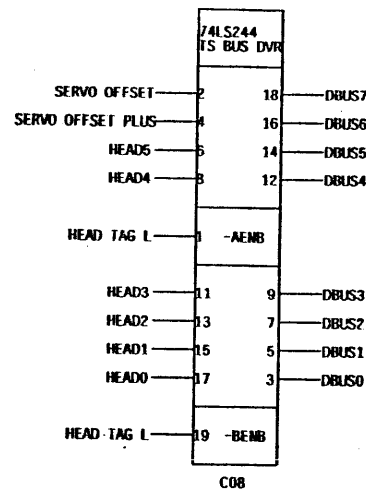 74LS244
TS BUS DVR
SERVO OFFSET 2 18 DBUS7
SERVO OFFSET PLUS 4 16 DBUS6
HEAD5 6 14 DBUS5
HEAD4 8 12 DBUS4
HEAD TAG L 1 -AENB
HEAD3 11 9 DBUS3
HEAD2 13 7 DBUS2
HEAD1 15 5 DBUS1
HEAD0 17 3 DBUS0
HEAD TAG L 19 -BENB
C08